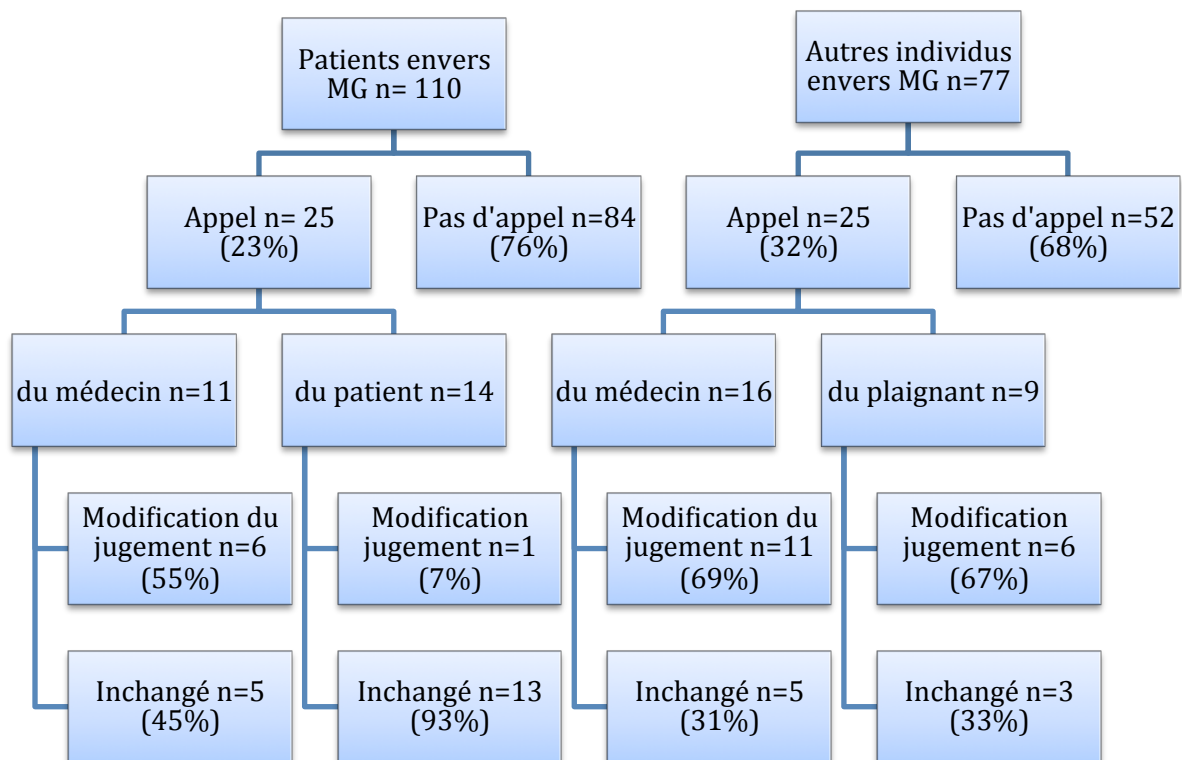 Patients envers
MG n= 110
Autres individus
envers MG n=77
Appel n= 25
(23%)
Pas d'appel n=84
(76%)
Appel n=25
(32%)
Pas d'appel n=52
(68%)
du médecin n=11
du patient n=14
du médecin n=16
du plaignant n=9
Modification du
jugement n=6
(55%)
Modification
jugement n=1
(7%)
Modification du
jugement n=11
(69%)
Modification
jugement n=6
(67%)
Inchangé n=5
(45%)
Inchangé n=13
(93%)
Inchangé n=5
(31%)
Inchangé n=3
(33%)